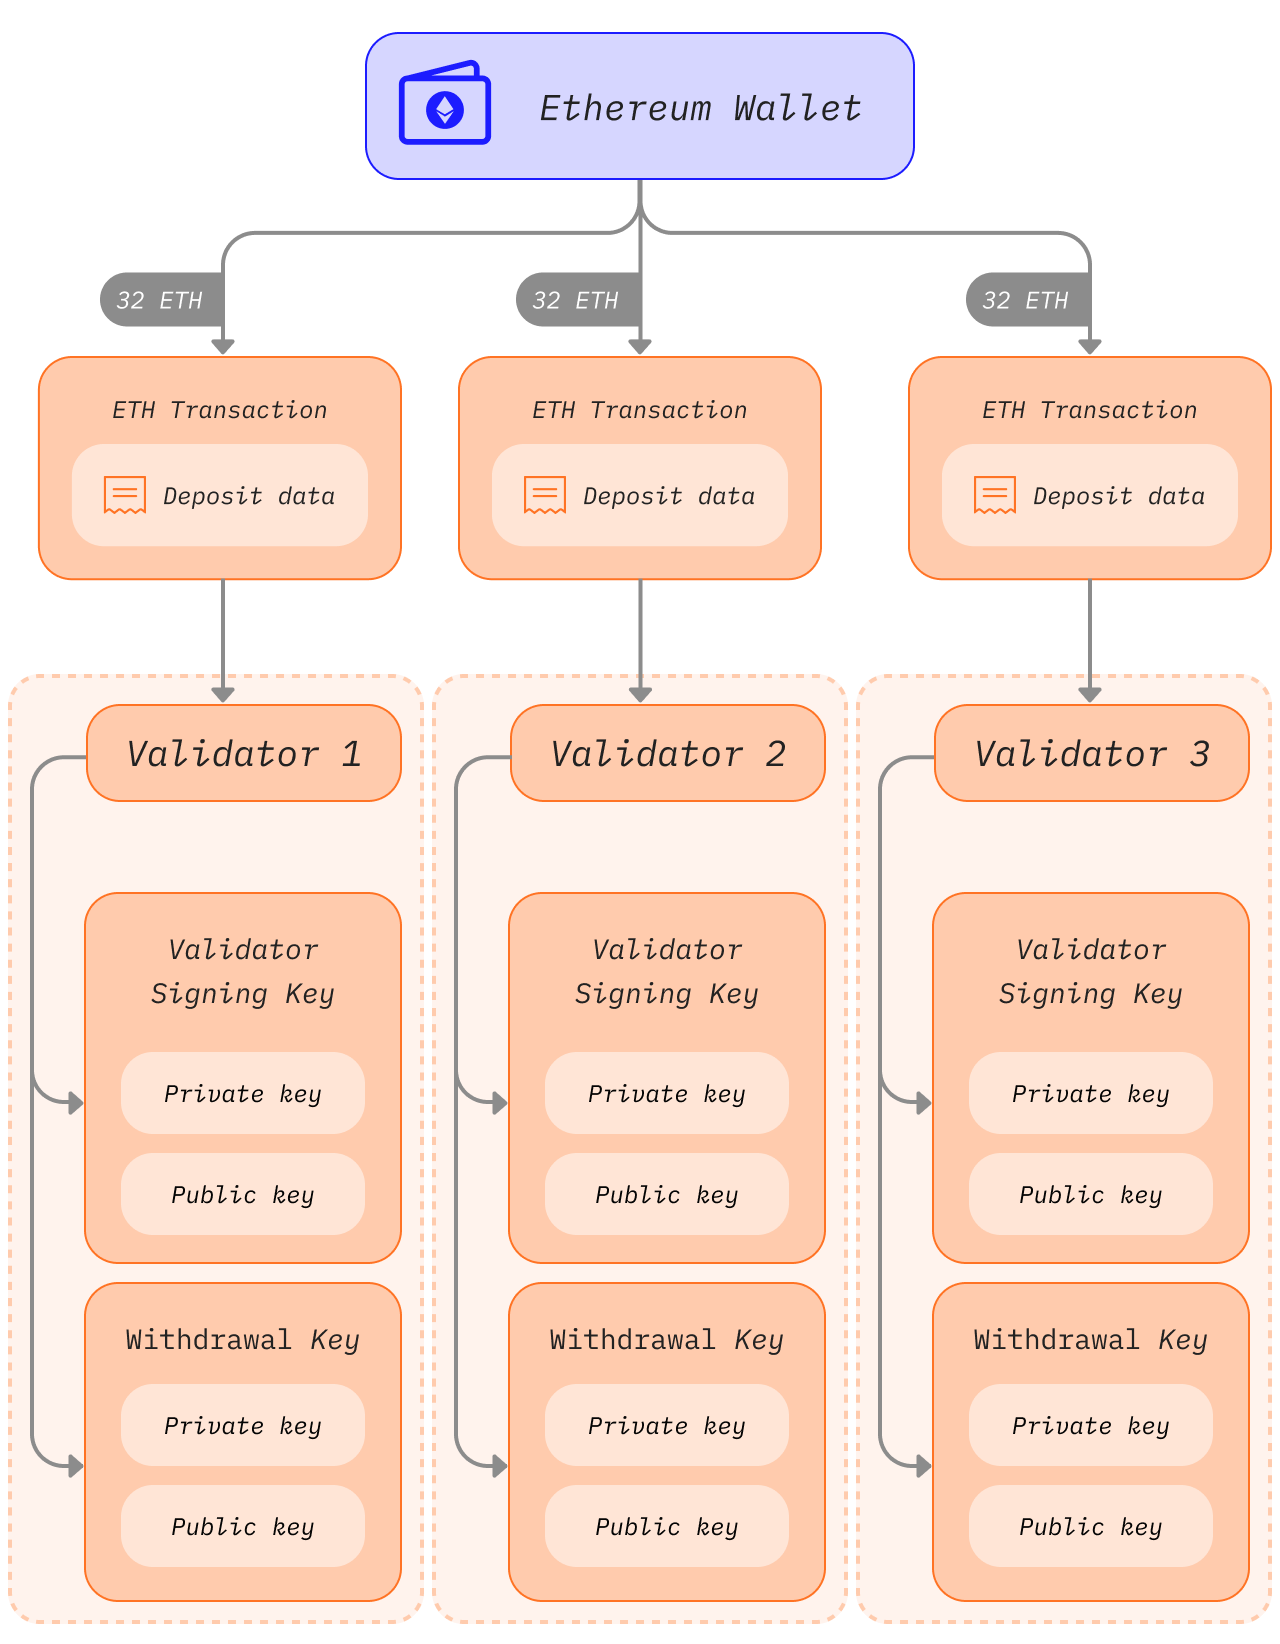 Ethereum Wallet
32 ETH
32 ETH
32 ETH
ETH Transaction
Deposit data
ETH Transaction
Deposit data
ETH Transaction
Deposit data
Validator 1
Validator
Signing Key
Private key
Public key
Withdrawal Key
Private key
Public key
Validator 2
Validator
Signing Key
Private key
Public key
Withdrawal Key
Private key
Public key
Validator 3
Validator
Signing Key
Private key
Public key
Withdrawal Key
Private key
Public key